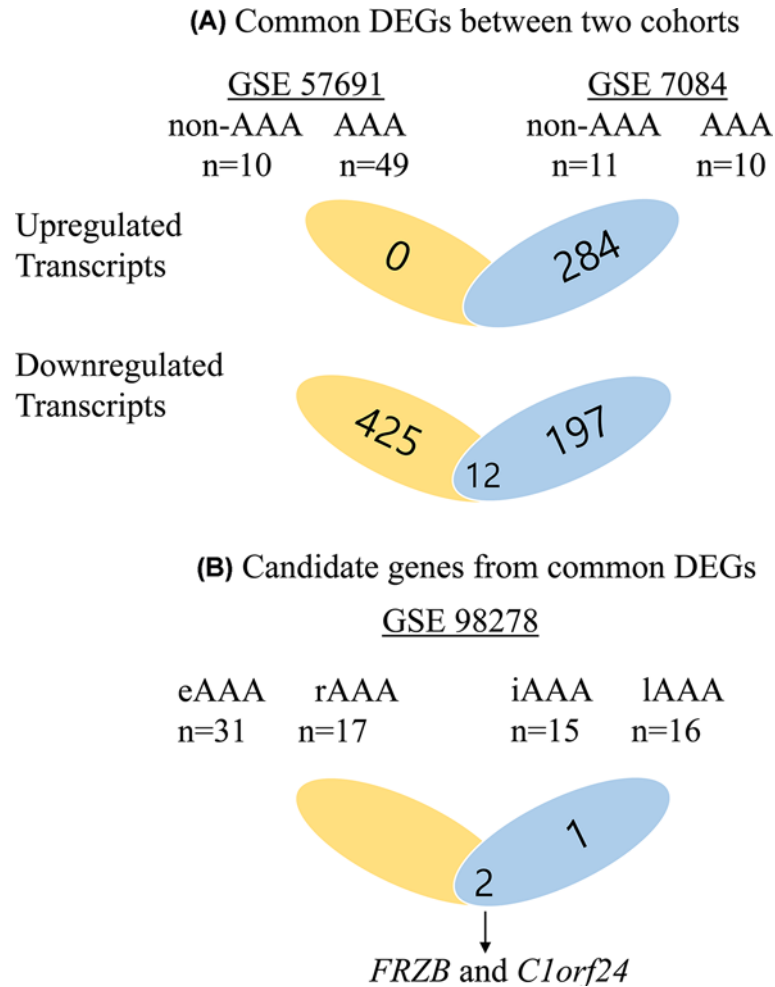 (A) Common DEGs between two cohorts
GSE 57691 GSE 7084
non-AAA AAA non-AAA AAA
n=10 n=49 n=11 n=10
Upregulated
Transcripts
0 284
Downregulated
Transcripts
425 12 197
(B) Candidate genes from common DEGs
GSE 98278
eAAA rAAA iAAA lAAA
n=31 n=17 n=15 n=16
2 1
FRZB and C1orf24